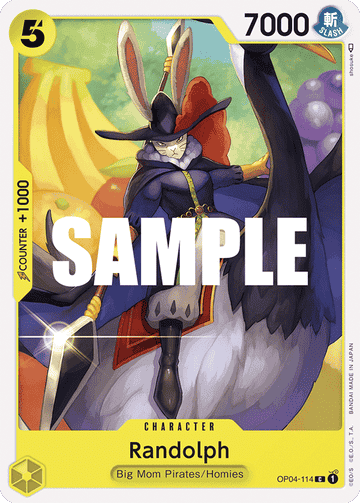 5
7000
斬
SLASH
shosuke
COUNTER +1000
SAMPLE
CHARACTER
Randolph
Big Mom Pirates/Homies
OP04-114 C 1
©E.O/S. ©E.O./S., T.A. BANDAI MADE IN JAPAN